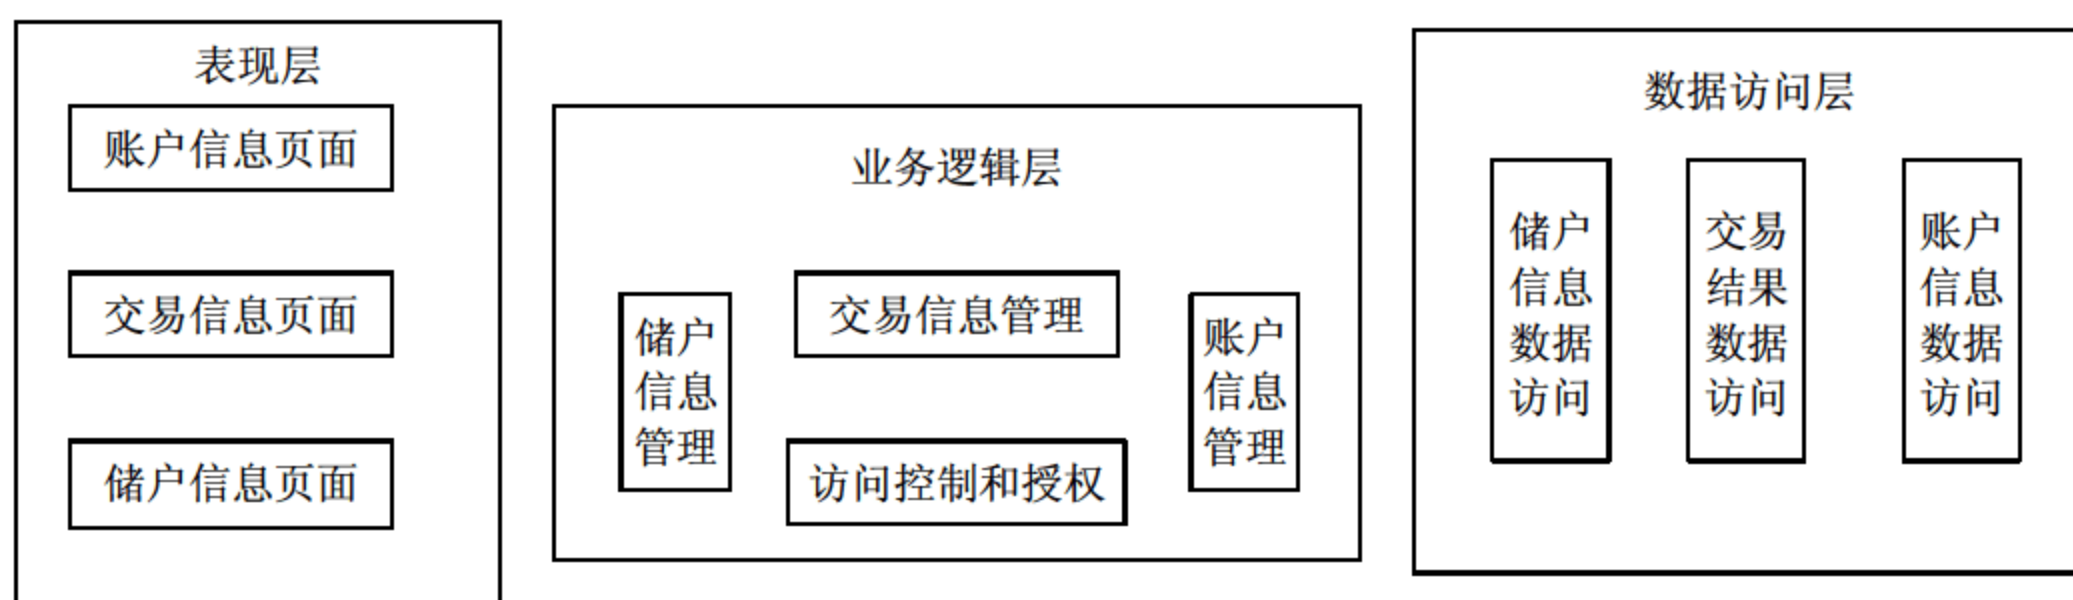 表现层
账户信息页面
交易信息页面
储户信息页面
业务逻辑层
储户
信息
管理
交易信息管理
访问控制和授权
账户
信息
管理
数据访问层
储户
信息
数据
访问
交易
结果
数据
访问
账户
信息
数据
访问